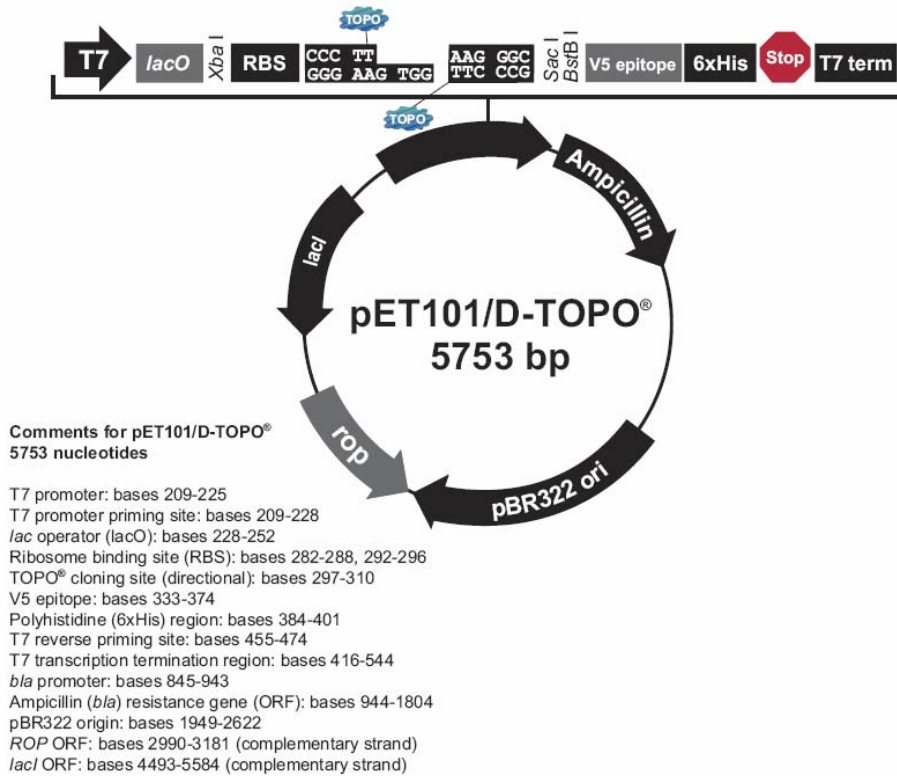 TOPO
T7 lacO Xba I RBS CCC TT AAG GGC Sac I BstB I V5 epitope 6xHis Stop T7 term
GGG AAG TGG TTC CCG
TOPO
Ampicillin
lacI
pET101/D-TOPO®
5753 bp
rop
pBR322 ori
Comments for pET101/D-TOPO®
5753 nucleotides
T7 promoter: bases 209-225
T7 promoter priming site: bases 209-228
lac operator (lacO): bases 228-252
Ribosome binding site (RBS): bases 282-288, 292-296
TOPO® cloning site (directional): bases 297-310
V5 epitope: bases 333-374
Polyhistidine (6xHis) region: bases 384-401
T7 reverse priming site: bases 455-474
T7 transcription termination region: bases 416-544
bla promoter: bases 845-943
Ampicillin (bla) resistance gene (ORF): bases 944-1804
pBR322 origin: bases 1949-2622
ROP ORF: bases 2990-3181 (complementary strand)
lacI ORF: bases 4493-5584 (complementary strand)